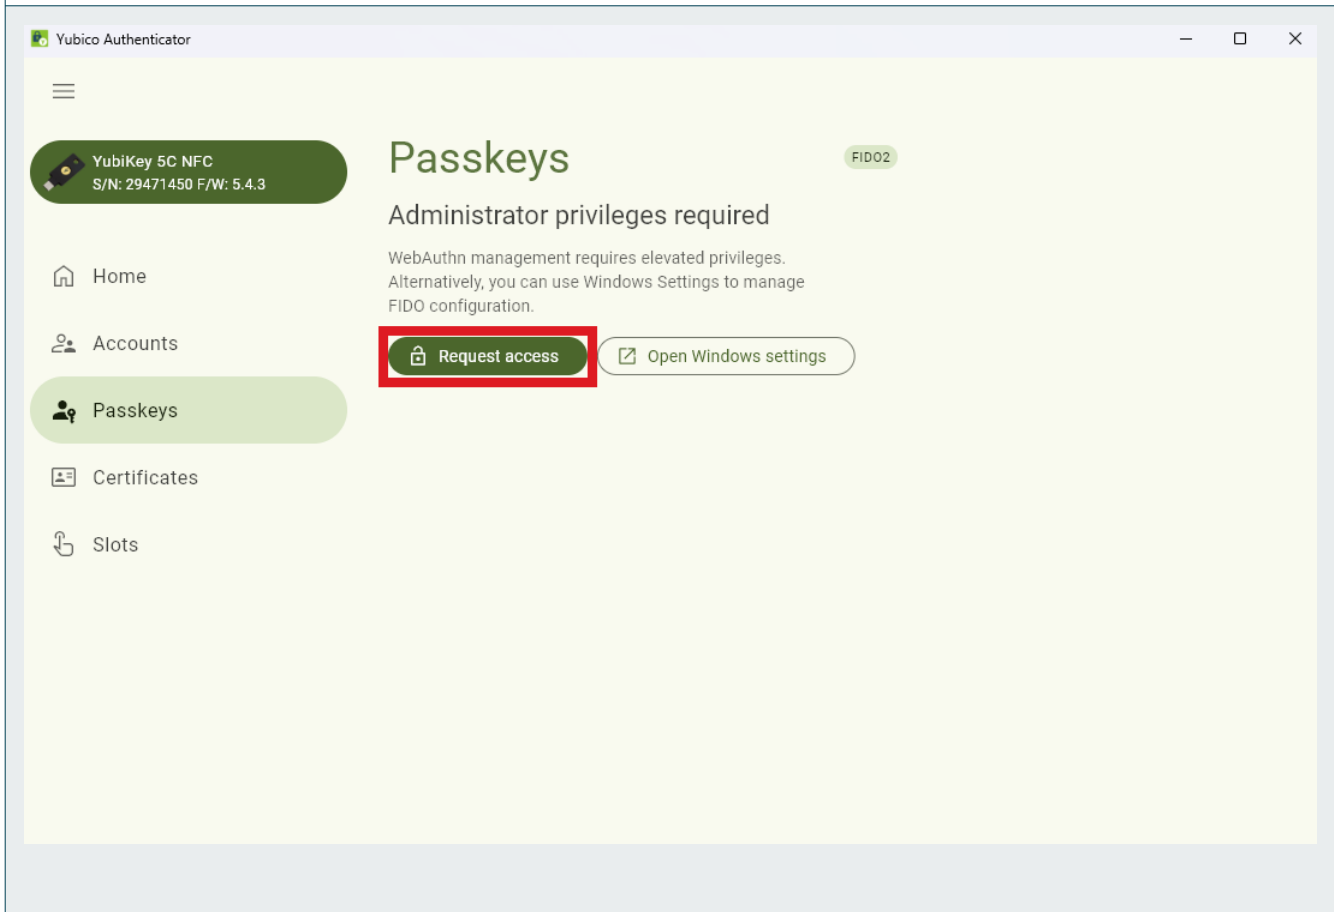 Yubico Authenticator
YubiKey 5C NFC
S/N: 29471450 F/W: 5.4.3
Home
Accounts
Passkeys
Certificates
Slots
Passkeys
FIDO2
Administrator privileges required
WebAuthn management requires elevated privileges.
Alternatively, you can use Windows Settings to manage
FIDO configuration.
Request access
Open Windows settings